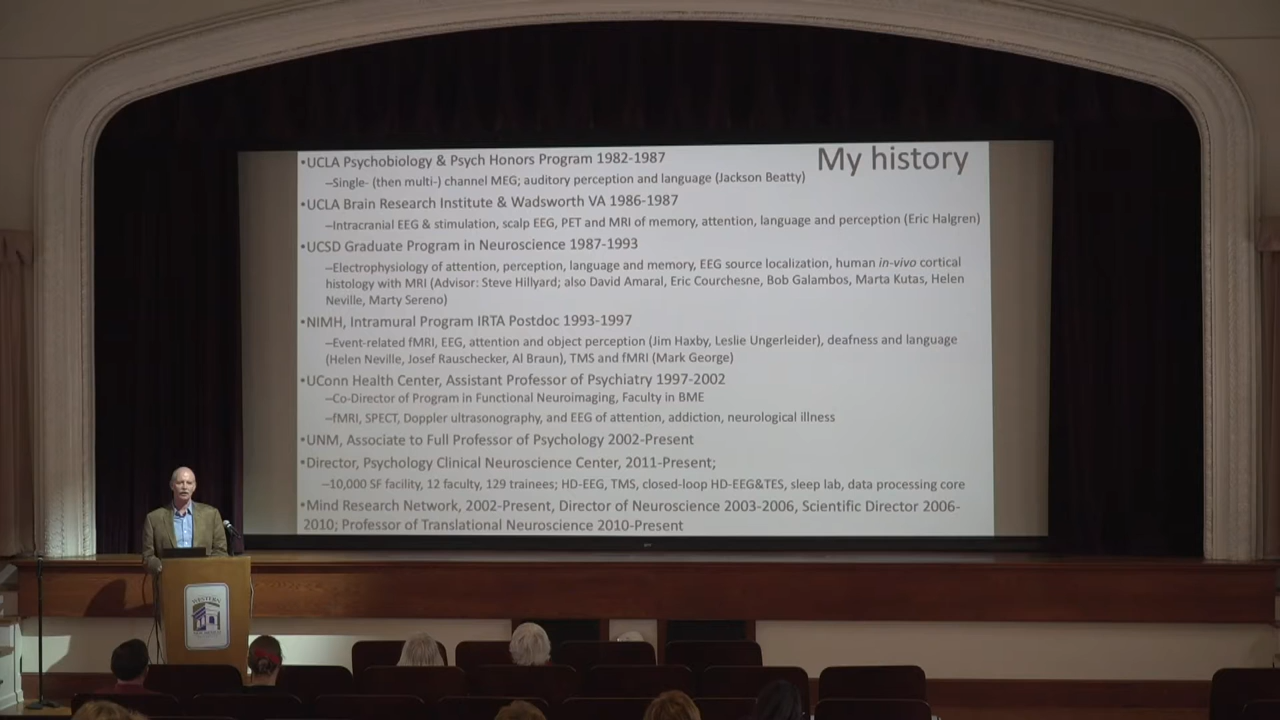 My history
•UCLA Psychobiology & Psych Honors Program 1982-1987
–Single- (then multi-) channel MEG; auditory perception and language (Jackson Beatty)
•UCLA Brain Research Institute & Wadsworth VA 1986-1987
–Intracranial EEG & stimulation, scalp EEG, PET and MRI of memory, attention, language and perception (Eric Halgren)
•UCSD Graduate Program in Neuroscience 1987-1993
–Electrophysiology of attention, perception, language and memory, EEG source localization, human in-vivo cortical
histology with MRI (Advisor: Steve Hillyard; also David Amaral, Eric Courchesne, Bob Galambos, Marta Kutas, Helen
Neville, Marty Sereno)
•NIMH, Intramural Program IRTA Postdoc 1993-1997
–Event-related fMRI, EEG, attention and object perception (Jim Haxby, Leslie Ungerleider), deafness and language
(Helen Neville, Josef Rauschecker, Al Braun), TMS and fMRI (Mark George)
•UConn Health Center, Assistant Professor of Psychiatry 1997-2002
–Co-Director of Program in Functional Neuroimaging, Faculty in BME
–fMRI, SPECT, Doppler ultrasonography, and EEG of attention, addiction, neurological illness
•UNM, Associate to Full Professor of Psychology 2002-Present
•Director, Psychology Clinical Neuroscience Center, 2011-Present;
–10,000 SF facility, 12 faculty, 129 trainees; HD-EEG, TMS, closed-loop HD-EEG&TES, sleep lab, data processing core
•Mind Research Network, 2002-Present, Director of Neuroscience 2003-2006, Scientific Director 2006-
2010; Professor of Translational Neuroscience 2010-Present
WESTERN